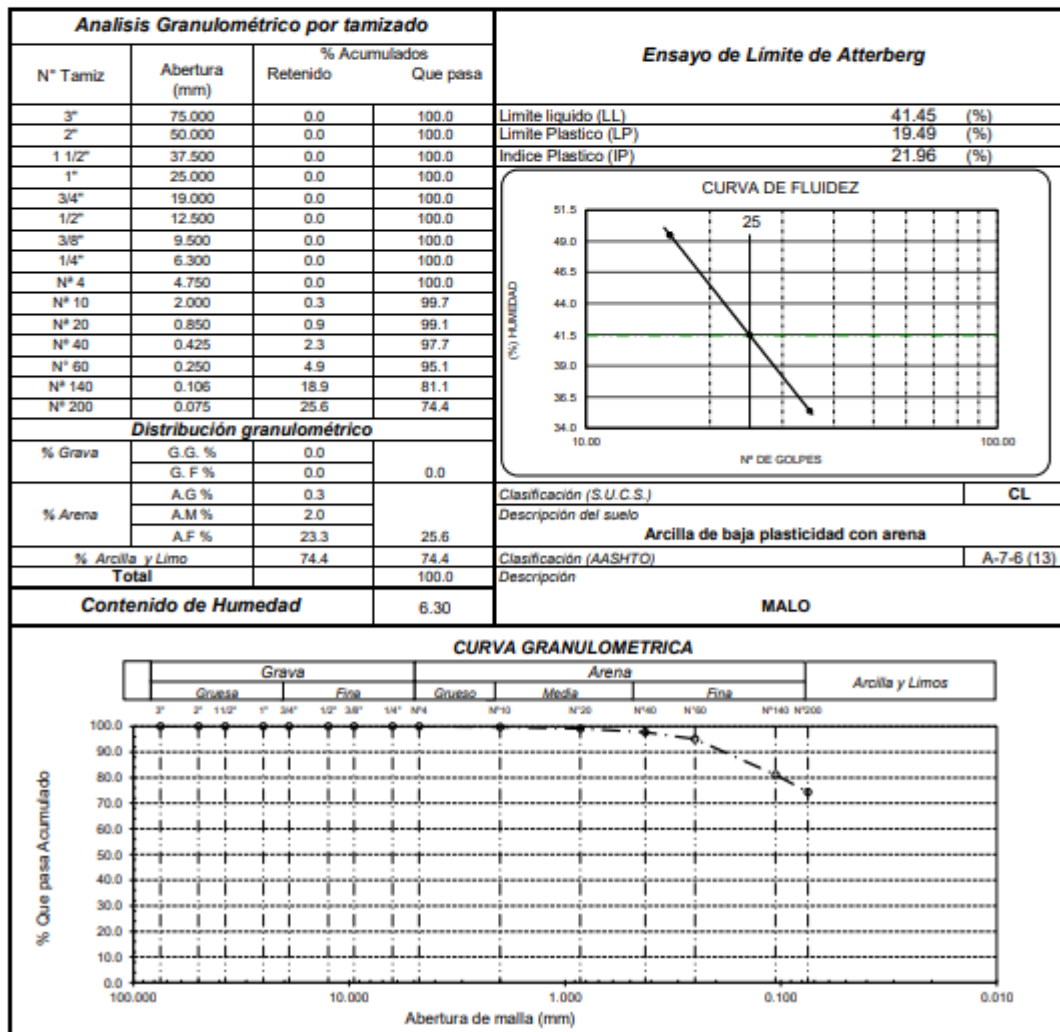 Analisis Granulométrico por tamizado
N° Tamiz Abertura (mm) % Acumulados
Retenido Que pasa
3" 75.000 0.0 100.0
2" 50.000 0.0 100.0
1 1/2" 37.500 0.0 100.0
1" 25.000 0.0 100.0
3/4" 19.000 0.0 100.0
1/2" 12.500 0.0 100.0
3/8" 9.500 0.0 100.0
1/4" 6.300 0.0 100.0
Nª 4 4.750 0.0 100.0
Nª 10 2.000 0.3 99.7
Nª 20 0.850 0.9 99.1
Nª 40 0.425 2.3 97.7
N° 60 0.250 4.9 95.1
Nª 140 0.106 18.9 81.1
Nª 200 0.075 25.6 74.4
Distribución granulométrico
% Grava G.G. % 0.0
G. F % 0.0 0.0
A.G % 0.3
% Arena A.M % 2.0
A.F % 23.3 25.6
% Arcilla y Limo 74.4 74.4
Total 100.0
Contenido de Humedad 6.30
Ensayo de Límite de Atterberg
Limite liquido (LL) 41.45 (%)
Limite Plastico (LP) 19.49 (%)
Indice Plastico (IP) 21.96 (%)
CURVA DE FLUIDEZ
(%) HUMEDAD
51.5
49.0
46.5
44.0
41.5
39.0
36.5
34.0
25
10.00 100.00
Nº DE GOLPES
Clasificación (S.U.C.S.) CL
Descripción del suelo
Arcilla de baja plasticidad con arena
Clasificación (AASHTO) A-7-6 (13)
Descripción
MALO
CURVA GRANULOMETRICA
Grava Arena Arcilla y Limos
Gruesa Fina Grueso Media Fina
3" 2" 11/2" 1" 3/4" 1/2" 3/8" 1/4" N°4 N°10 N°20 N°40 N°60 N°140 N°200
% Que pasa Acumulado
100.0
90.0
80.0
70.0
60.0
50.0
40.0
30.0
20.0
10.0
0.0
100.000 10.000 1.000 0.100 0.010
Abertura de malla (mm)